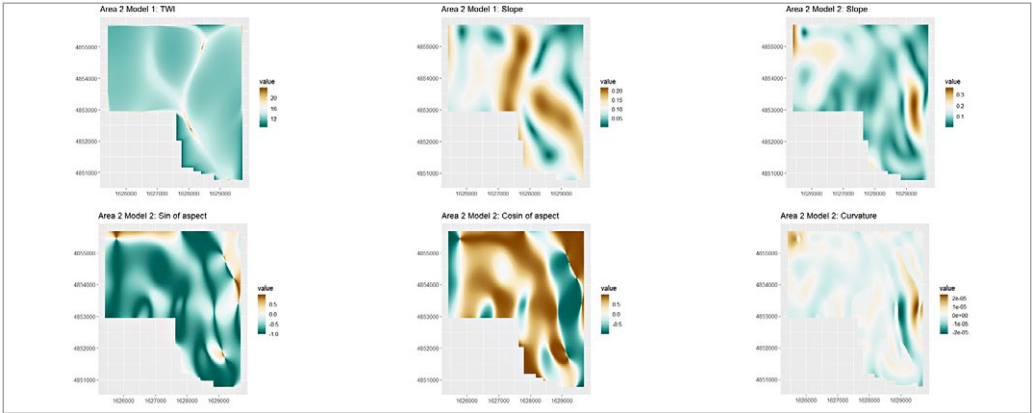 Area 2 Model 1: TWI
4855000
4854000
4853000
4852000
4851000
1626000 1627000 1628000 1629000
value
20
16
12
Area 2 Model 1: Slope
4855000
4854000
4853000
4852000
4851000
1626000 1627000 1628000 1629000
value
0.20
0.15
0.10
0.05
Area 2 Model 2: Slope
4855000
4854000
4853000
4852000
4851000
1626000 1627000 1628000 1629000
value
0.3
0.2
0.1
Area 2 Model 2: Sin of aspect
4855000
4854000
4853000
4852000
4851000
1626000 1627000 1628000 1629000
value
0.5
0.0
-0.5
-1.0
Area 2 Model 2: Cosin of aspect
4855000
4854000
4853000
4852000
4851000
1626000 1627000 1628000 1629000
value
0.5
0.0
-0.5
Area 2 Model 2: Curvature
4855000
4854000
4853000
4852000
4851000
1626000 1627000 1628000 1629000
value
2e-05
1e-05
0e+00
-1e-05
-2e-05